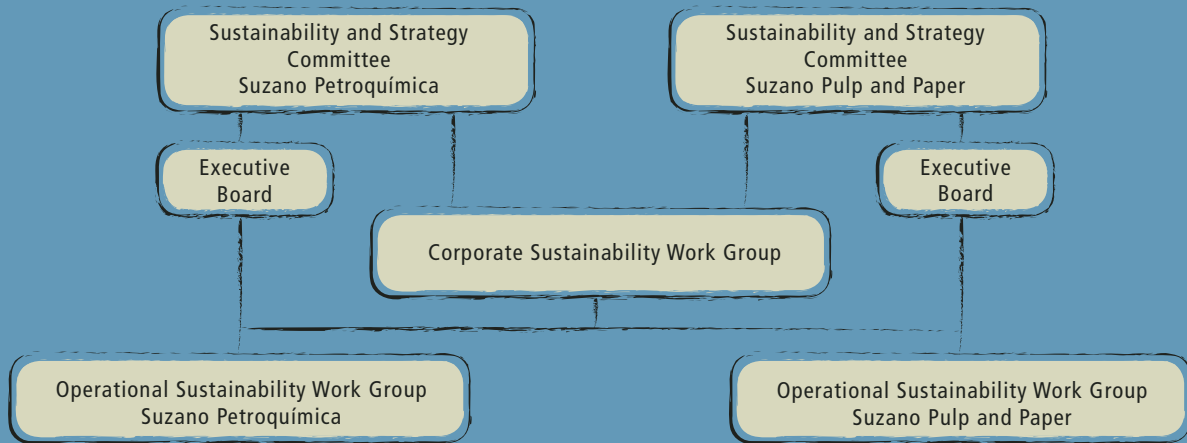 Sustainability and Strategy
Committee
Suzano Petroquímica
Sustainability and Strategy
Committee
Suzano Pulp and Paper
Executive
Board
Executive
Board
Corporate Sustainability Work Group
Operational Sustainability Work Group
Suzano Petroquímica
Operational Sustainability Work Group
Suzano Pulp and Paper